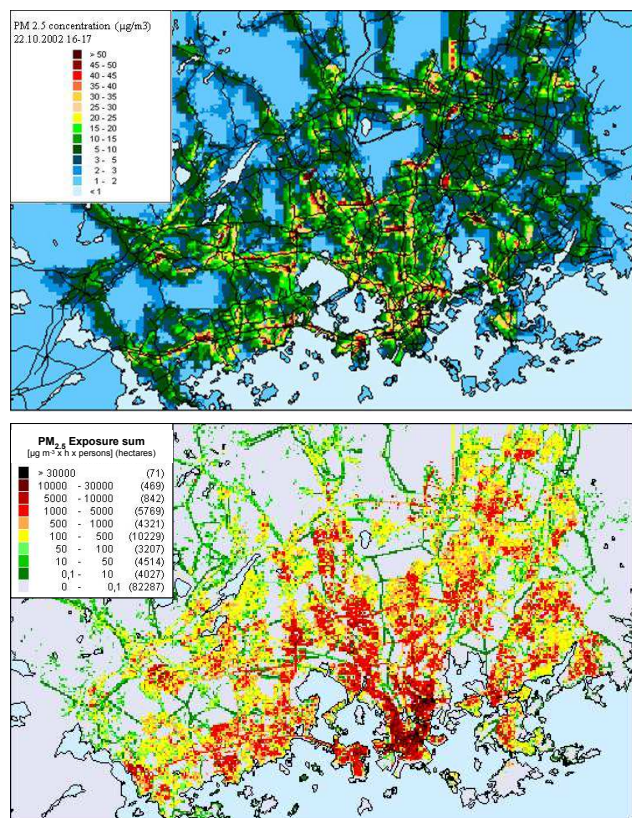 PM 2.5 concentration (µg/m3)
22.10.2002 16-17
> 50
45 - 50
40 - 45
35 - 40
30 - 35
25 - 30
20 - 25
15 - 20
10 - 15
5 - 10
3 - 5
2 - 3
1 - 2
< 1
PM2.5 Exposure sum
[µg m-3 x h x persons] (hectares)
> 30000 (71)
10000 - 30000 (469)
5000 - 10000 (842)
1000 - 5000 (5769)
500 - 1000 (4321)
100 - 500 (10229)
50 - 100 (3207)
10 - 50 (4514)
0,1 - 10 (4027)
0 - 0,1 (82287)